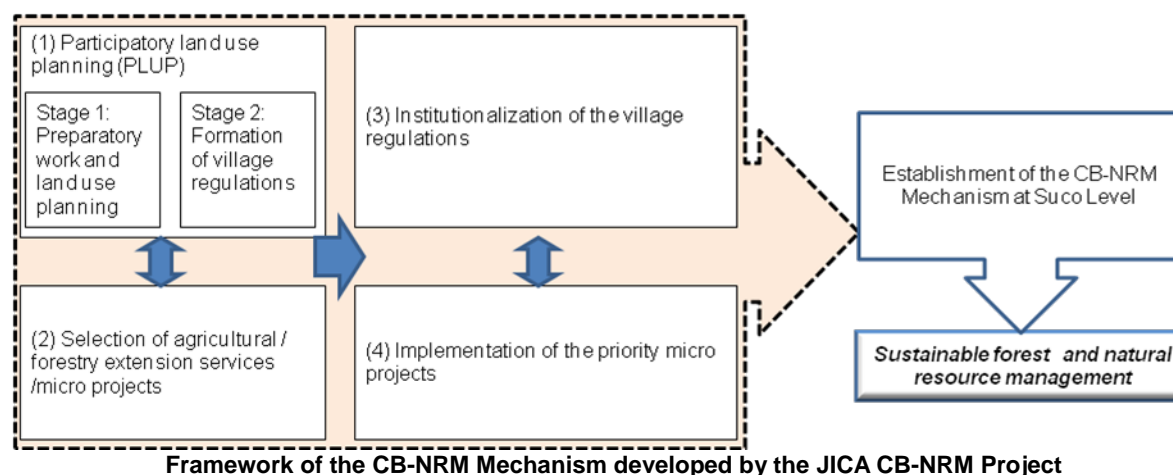 (1) Participatory land use
planning (PLUP)
Stage 1:
Preparatory
work and
land use
planning
Stage 2:
Formation
of village
regulations
(3) Institutionalization of the village
regulations
Establishment of the CB-NRM
Mechanism at Suco Level
(2) Selection of agricultural /
forestry extension services
/micro projects
(4) Implementation of the priority micro
projects
Sustainable forest and natural
resource management
Framework of the CB-NRM Mechanism developed by the JICA CB-NRM Project